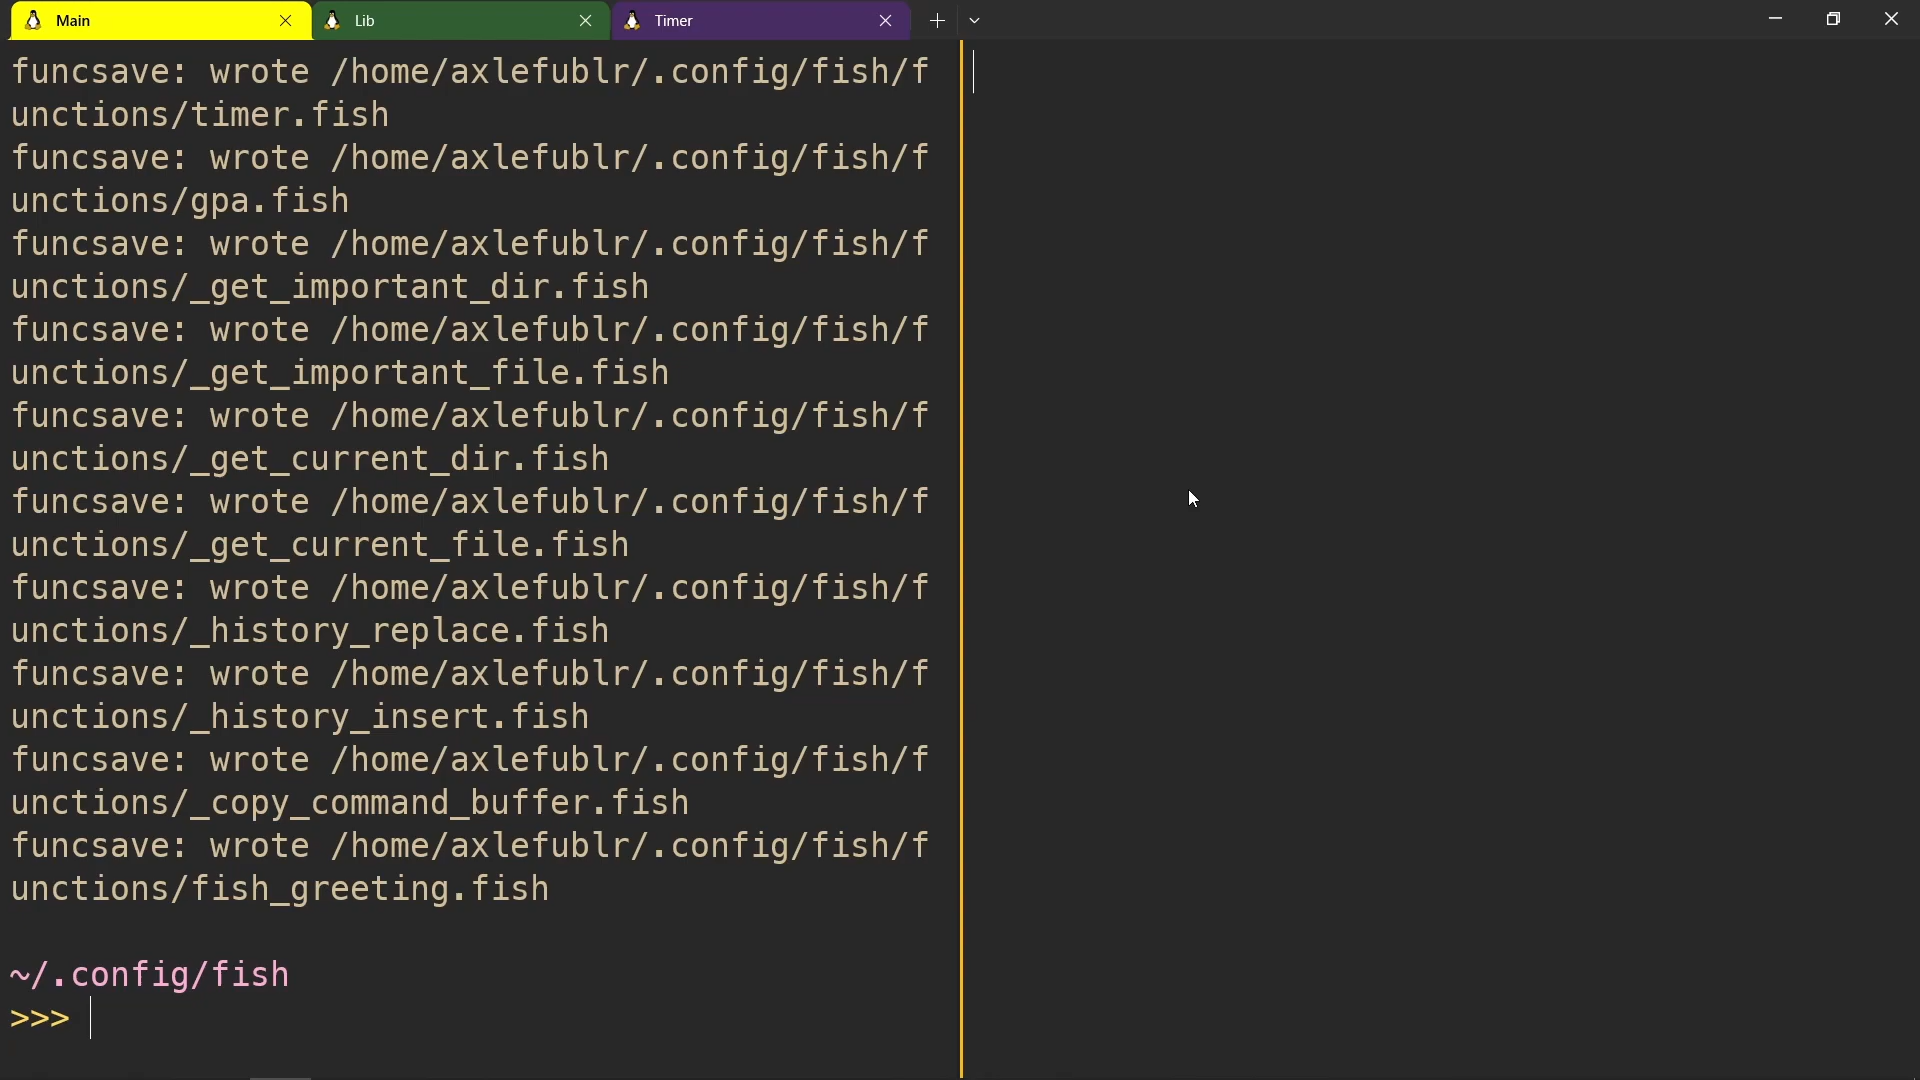 Main
Lib
Timer
funcsave: wrote /home/axlefublr/.config/fish/f
unctions/timer.fish
funcsave: wrote /home/axlefublr/.config/fish/f
unctions/gpa.fish
funcsave: wrote /home/axlefublr/.config/fish/f
unctions/_get_important_dir.fish
funcsave: wrote /home/axlefublr/.config/fish/f
unctions/_get_important_file.fish
funcsave: wrote /home/axlefublr/.config/fish/f
unctions/_get_current_dir.fish
funcsave: wrote /home/axlefublr/.config/fish/f
unctions/_get_current_file.fish
funcsave: wrote /home/axlefublr/.config/fish/f
unctions/_history_replace.fish
funcsave: wrote /home/axlefublr/.config/fish/f
unctions/_history_insert.fish
funcsave: wrote /home/axlefublr/.config/fish/f
unctions/_copy_command_buffer.fish
funcsave: wrote /home/axlefublr/.config/fish/f
unctions/fish_greeting.fish
~/.config/fish
>>>